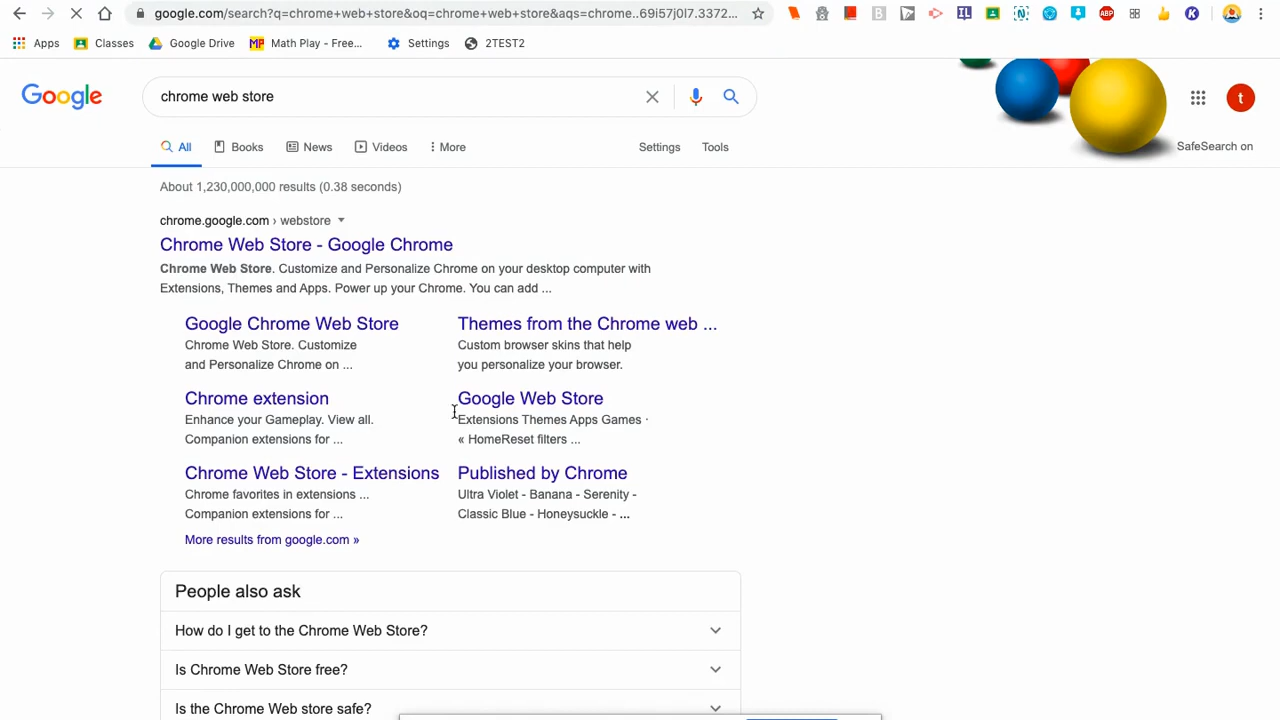 google.com/search?q=chrome+web+store&oq=chrome+web+store&aqs=chrome..69i57j0l7.3372...
Apps Classes Google Drive Math Play - Free... Settings 2TEST2
Google chrome web store t
All Books News Videos More Settings Tools SafeSearch on
About 1,230,000,000 results (0.38 seconds)
chrome.google.com › webstore
Chrome Web Store - Google Chrome
Chrome Web Store. Customize and Personalize Chrome on your desktop computer with
Extensions, Themes and Apps. Power up your Chrome. You can add ...
Google Chrome Web Store
Chrome Web Store. Customize
and Personalize Chrome on ...
Themes from the Chrome web ...
Custom browser skins that help
you personalize your browser.
Chrome extension
Enhance your Gameplay. View all.
Companion extensions for ...
Google Web Store
Extensions Themes Apps Games ·
« HomeReset filters ...
Chrome Web Store - Extensions
Chrome favorites in extensions ...
Companion extensions for ...
Published by Chrome
Ultra Violet - Banana - Serenity -
Classic Blue - Honeysuckle - ...
More results from google.com »
People also ask
How do I get to the Chrome Web Store?
Is Chrome Web Store free?
Is the Chrome Web store safe?